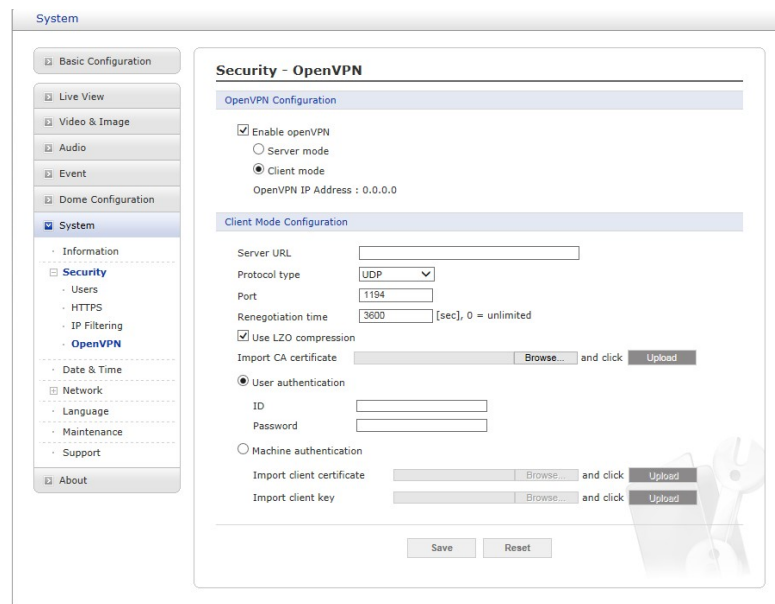 System
Basic Configuration
Live View
Video & Image
Audio
Event
Dome Configuration
System
Information
Security
Users
HTTPS
IP Filtering
OpenVPN
Date & Time
Network
Language
Maintenance
Support
About
Security - OpenVPN
OpenVPN Configuration
Enable openVPN
Server mode
Client mode
OpenVPN IP Address : 0.0.0.0
Client Mode Configuration
Server URL
Protocol type UDP
Port 1194
Renegotiation time 3600 [sec], 0 = unlimited
Use LZO compression
Import CA certificate Browse... and click Upload
User authentication
ID
Password
Machine authentication
Import client certificate Browse... and click Upload
Import client key Browse... and click Upload
Save Reset